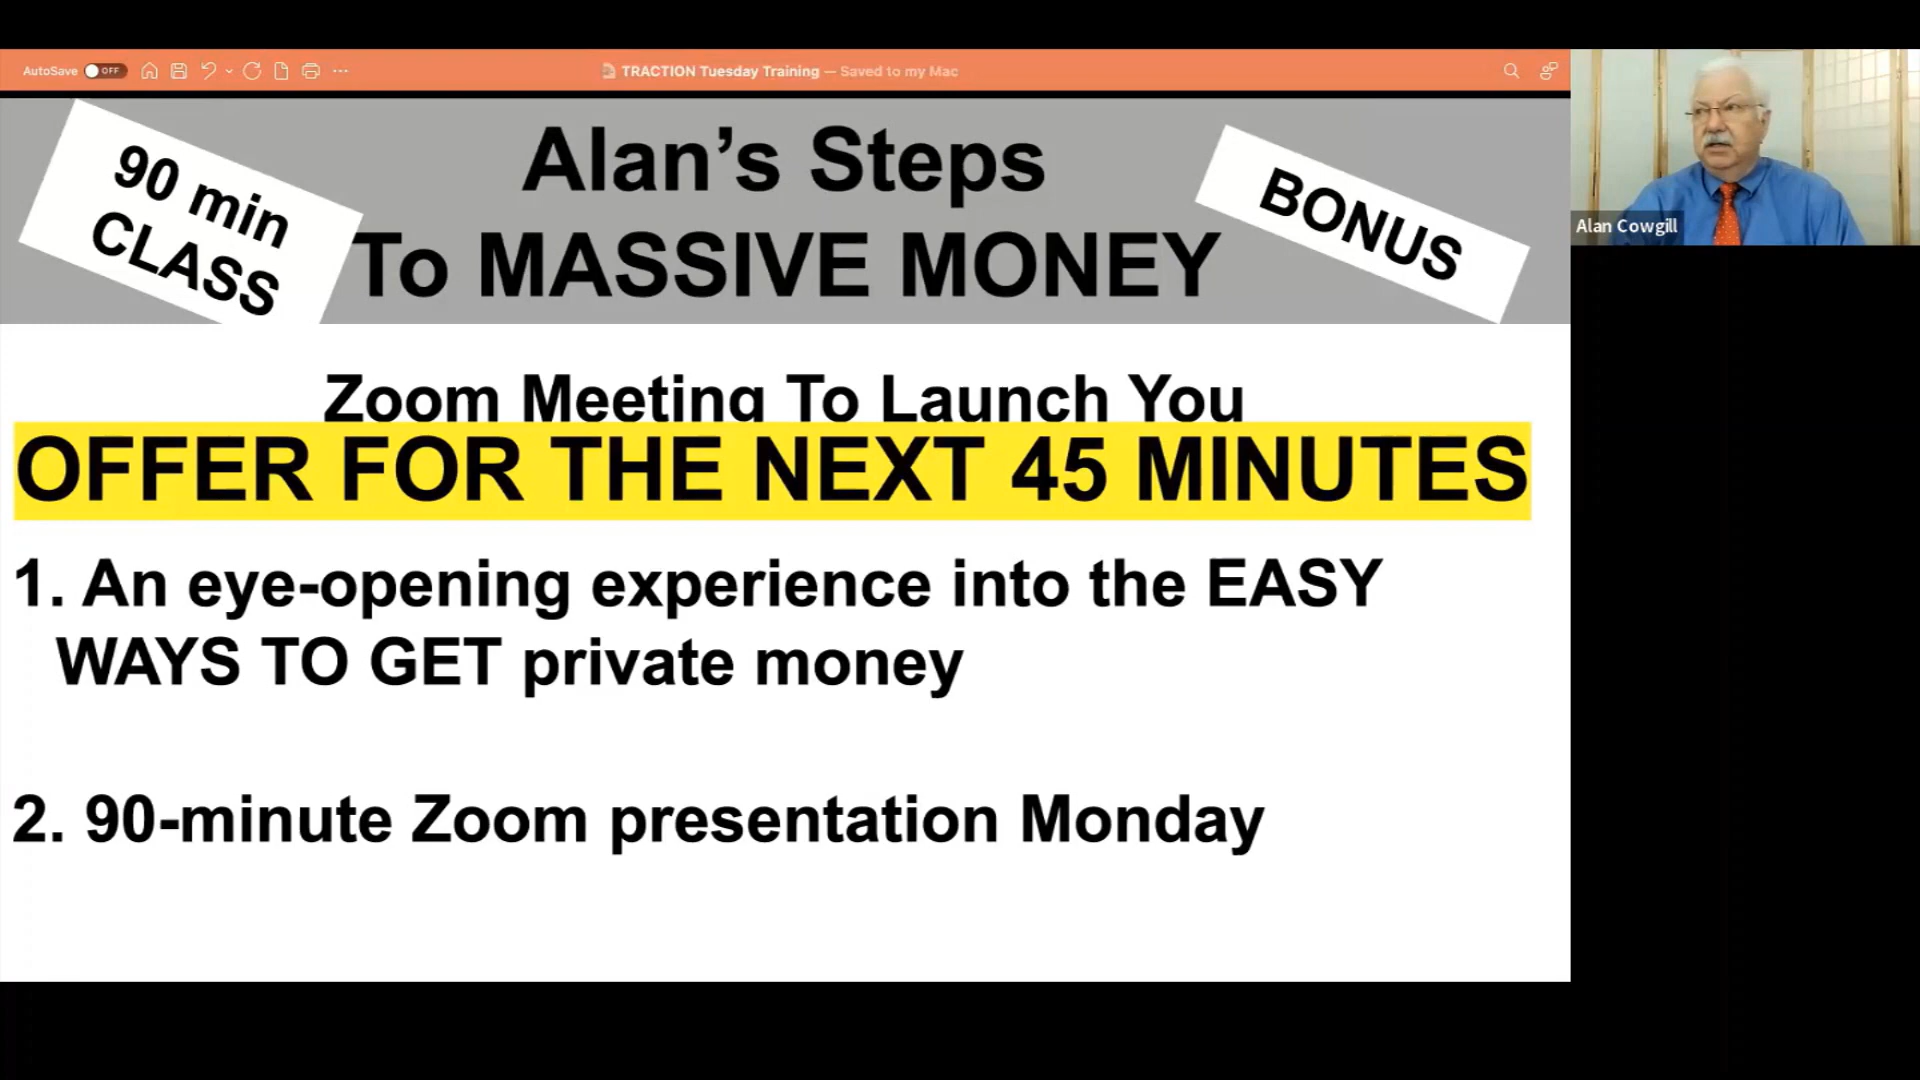 AutoSave OFF
TRACTION Tuesday Training — Saved to my Mac
90 min
CLASS
Alan’s Steps
To MASSIVE MONEY
BONUS
Alan Cowgill
Zoom Meeting To Launch You
OFFER FOR THE NEXT 45 MINUTES
1. An eye-opening experience into the EASY
WAYS TO GET private money
2. 90-minute Zoom presentation Monday